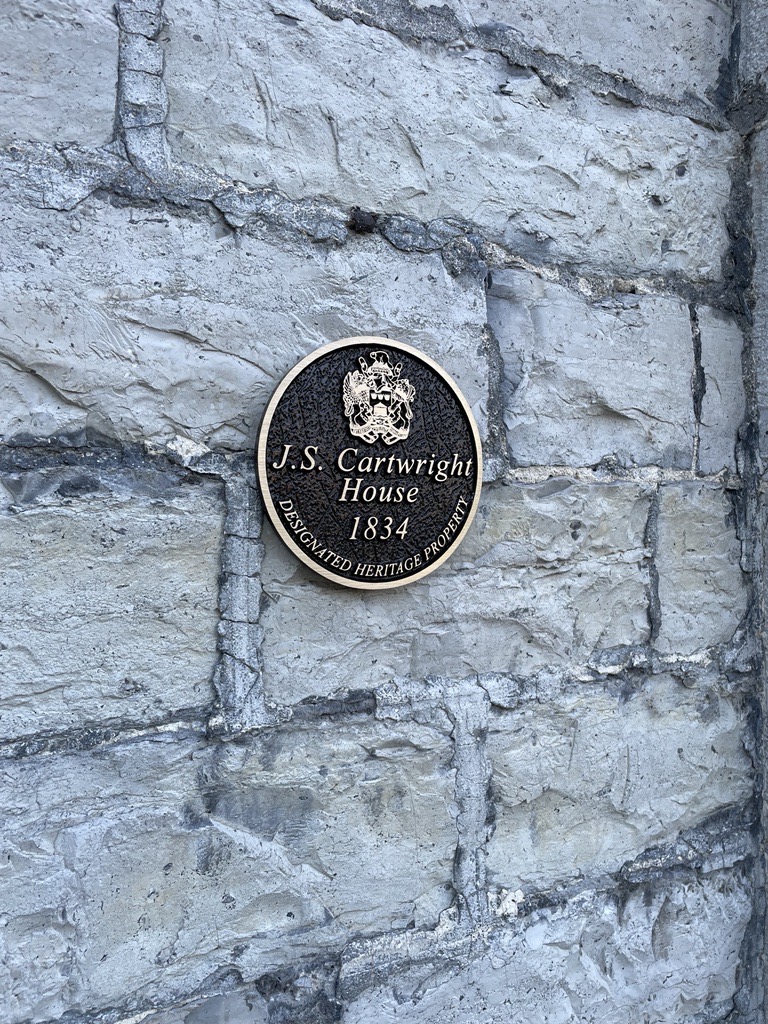 J.S. Cartwright
House
1834
DESIGNATED HERITAGE PROPERTY